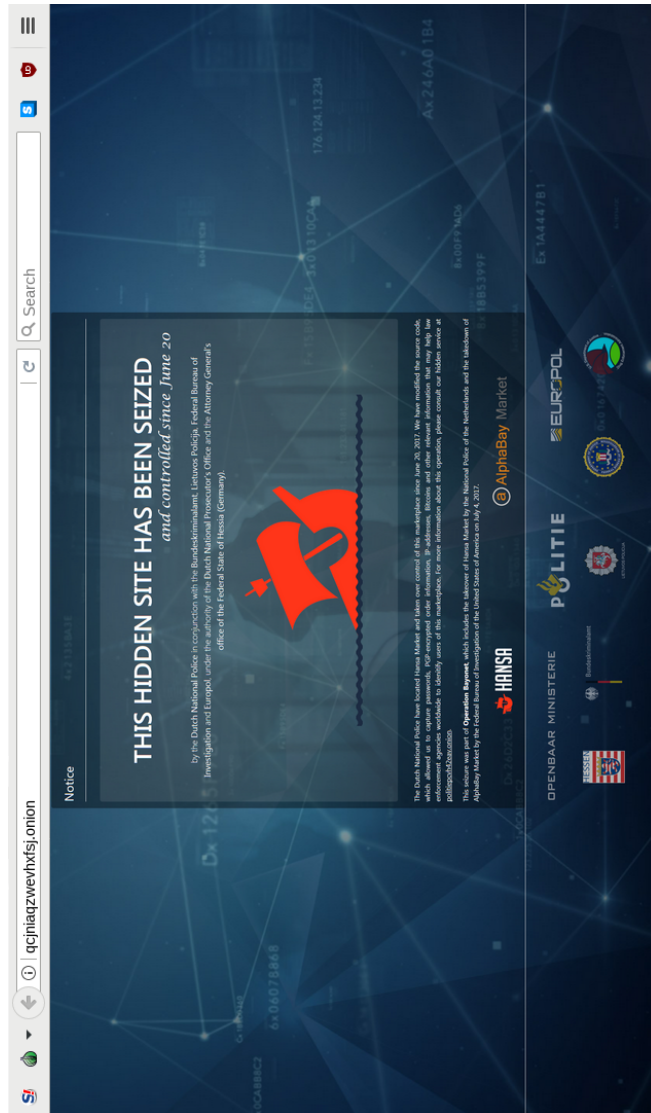 qcjniaqzwevhxfsj.onion
Search
Notice
THIS HIDDEN SITE HAS BEEN SEIZED
and controlled since June 20
by the Dutch National Police in conjunction with the Bundeskriminalamt, Lietuvos Policija, Federal Bureau of
Investigation and Europol, under the authority of the Dutch National Prosecutor's Office and the Attorney General's
office of the Federal State of Hessia (Germany).
The Dutch National Police have located Hansa Market and taken over control of this marketplace since June 20, 2017. We have modified the source code,
which allowed us to capture passwords, PGP-encrypted order information, IP-addresses, Bitcoins and other relevant information that may help law
enforcement agencies worldwide to identify users of this marketplace. For more information about this operation, please consult our hidden service at
politiepcvh42eav.onion
This seizure was part of Operation Bayonet, which includes the takeover of Hansa Market by the National Police of the Netherlands and the takedown of
AlphaBay Market by the Federal Bureau of Investigation of the United States of America on July 4, 2017.
HANSA
a AlphaBay Market
OPENBAAR MINISTERIE
POLITIE
EUROPOL
HESSEN
Bundeskriminalamt
176.124.13.234
Ax246A01B4
6x06078868
Ex 1A4447B1
8x00F91AD6